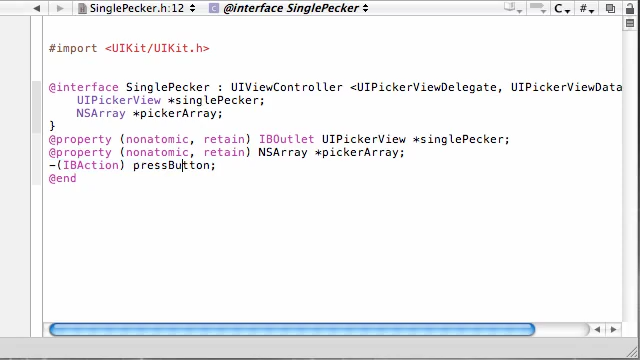 SinglePecker.h:12 @interface SinglePecker C #
#import <UIKit/UIKit.h>
@interface SinglePecker : UIViewController <UIPickerViewDelegate, UIPickerViewData
UIPickerView *singlePecker;
NSArray *pickerArray;
}
@property (nonatomic, retain) IBOutlet UIPickerView *singlePecker;
@property (nonatomic, retain) NSArray *pickerArray;
-(IBAction) pressButton;
@end